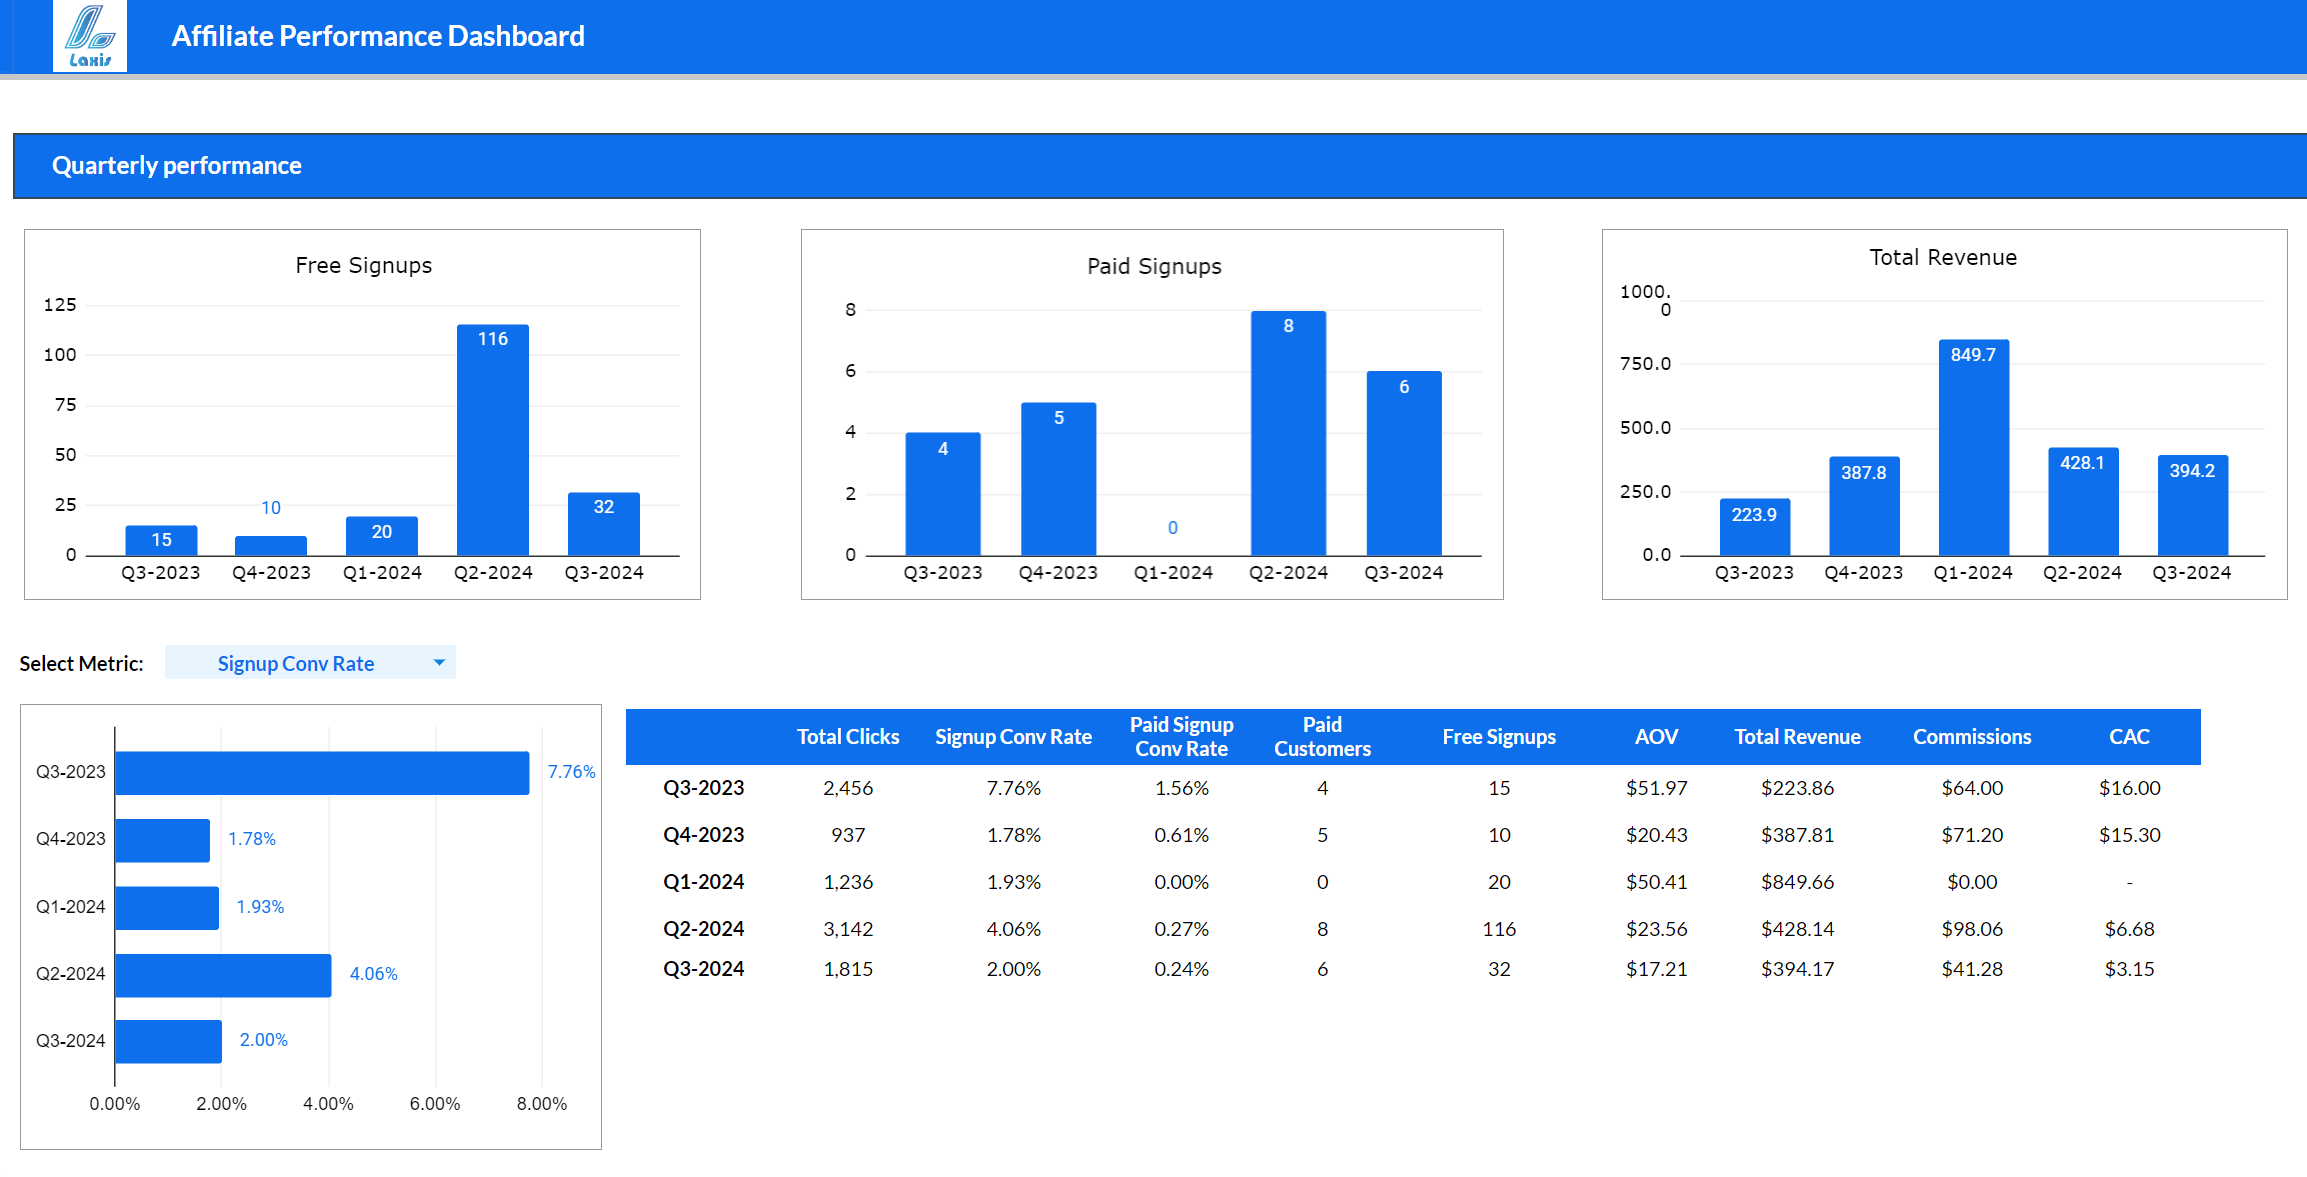 Laxis
Affiliate Performance Dashboard
Quarterly performance
Free Signups
125
100
75
50
25
0
15
10
20
116
32
Q3-2023 Q4-2023 Q1-2024 Q2-2024 Q3-2024
Paid Signups
8
6
4
2
0
4
5
0
8
6
Q3-2023 Q4-2023 Q1-2024 Q2-2024 Q3-2024
Total Revenue
1000.
0
750.0
500.0
250.0
0.0
223.9
387.8
849.7
428.1
394.2
Q3-2023 Q4-2023 Q1-2024 Q2-2024 Q3-2024
Select Metric: Signup Conv Rate
Q3-2023 7.76%
Q4-2023 1.78%
Q1-2024 1.93%
Q2-2024 4.06%
Q3-2024 2.00%
0.00% 2.00% 4.00% 6.00% 8.00%
Total Clicks Signup Conv Rate Paid Signup Conv Rate Paid Customers Free Signups AOV Total Revenue Commissions CAC
Q3-2023 2,456 7.76% 1.56% 4 15 $51.97 $223.86 $64.00 $16.00
Q4-2023 937 1.78% 0.61% 5 10 $20.43 $387.81 $71.20 $15.30
Q1-2024 1,236 1.93% 0.00% 0 20 $50.41 $849.66 $0.00 -
Q2-2024 3,142 4.06% 0.27% 8 116 $23.56 $428.14 $98.06 $6.68
Q3-2024 1,815 2.00% 0.24% 6 32 $17.21 $394.17 $41.28 $3.15